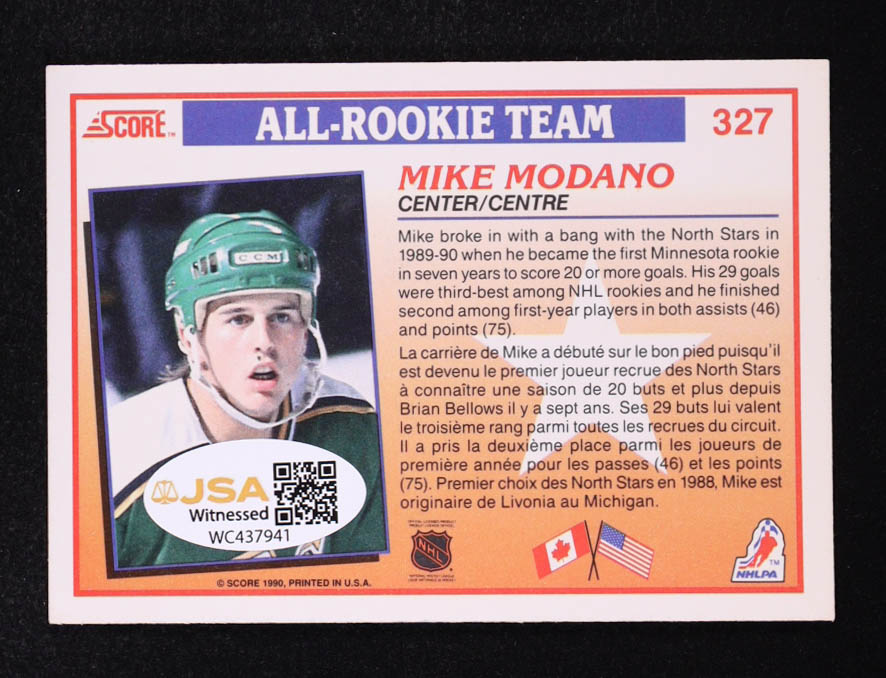 SCORE™
ALL-ROOKIE TEAM
327
MIKE MODANO
CENTER/CENTRE
Mike broke in with a bang with the North Stars in
1989-90 when he became the first Minnesota rookie
in seven years to score 20 or more goals. His 29 goals
were third-best among NHL rookies and he finished
second among first-year players in both assists (46)
and points (75).
La carrière de Mike a débuté sur le bon pied puisqu'il
est devenu le premier joueur recrue des North Stars
à connaître une saison de 20 buts et plus depuis
Brian Bellows il y a sept ans. Ses 29 buts lui valent
le troisième rang parmi toutes les recrues du circuit.
Il a pris la deuxième place parmi les joueurs de
première année pour les passes (46) et les points
(75). Premier choix des North Stars en 1988, Mike est
originaire de Livonia au Michigan.
CCM
JSA
Witnessed
WC437941
© SCORE 1990, PRINTED IN U.S.A.
NHL
NHLPA
TM